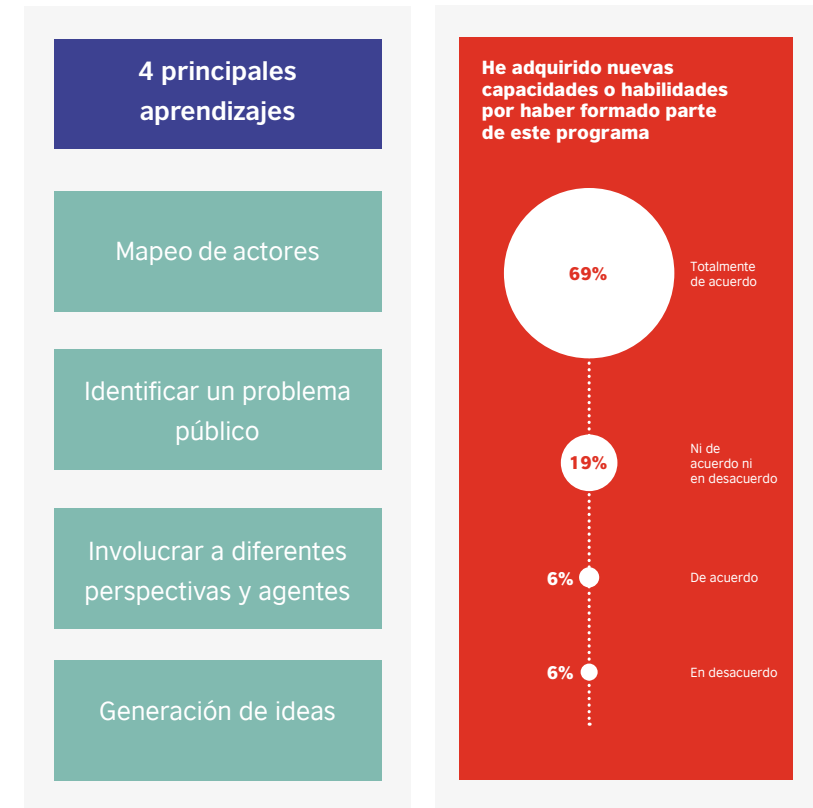 4 principales
aprendizajes
Mapeo de actores
Identificar un problema
público
Involucrar a diferentes
perspectivas y agentes
Generación de ideas
He adquirido nuevas
capacidades o habilidades
por haber formado parte
de este programa
69%
Totalmente
de acuerdo
19%
Ni de
acuerdo ni
en desacuerdo
6%
De acuerdo
6%
En desacuerdo